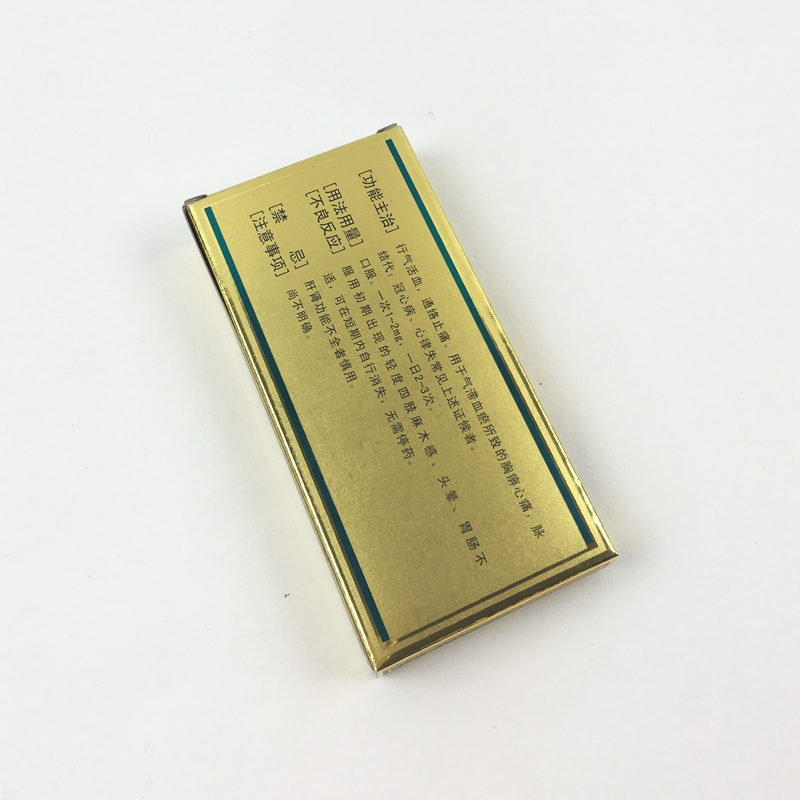 [功能主治] 行气活血，通络止痛。用于气滞血瘀所致的胸痹心痛，脉
结代；冠心病、心律失常见上述证候者。
[用法用量] 口服。一次1~2mg，一日2~3次。
[不良反应] 服用初期出现的轻度四肢麻木感、头晕、胃肠不
适，可在短期内自行消失，无需停药。
[禁 忌] 肝肾功能不全者慎用。
[注意事项] 尚不明确。